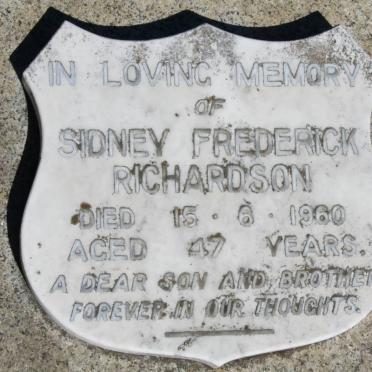 IN LOVING MEMORY
OF
SIDNEY FREDERICK
RICHARDSON
DIED 15 · 6 · 1960
AGED 47 YEARS.
A DEAR SON AND BROTHER
FOREVER IN OUR THOUGHTS.